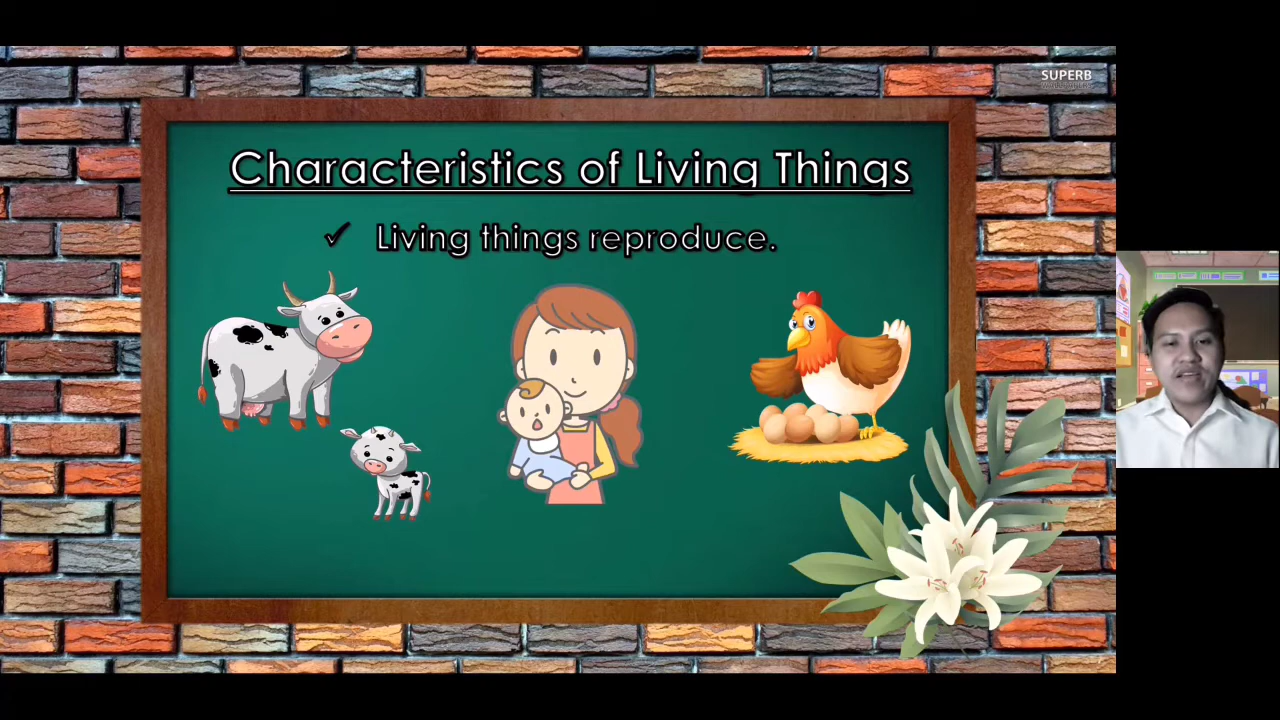 SUPERB
Characteristics of Living Things
✓ Living things reproduce.